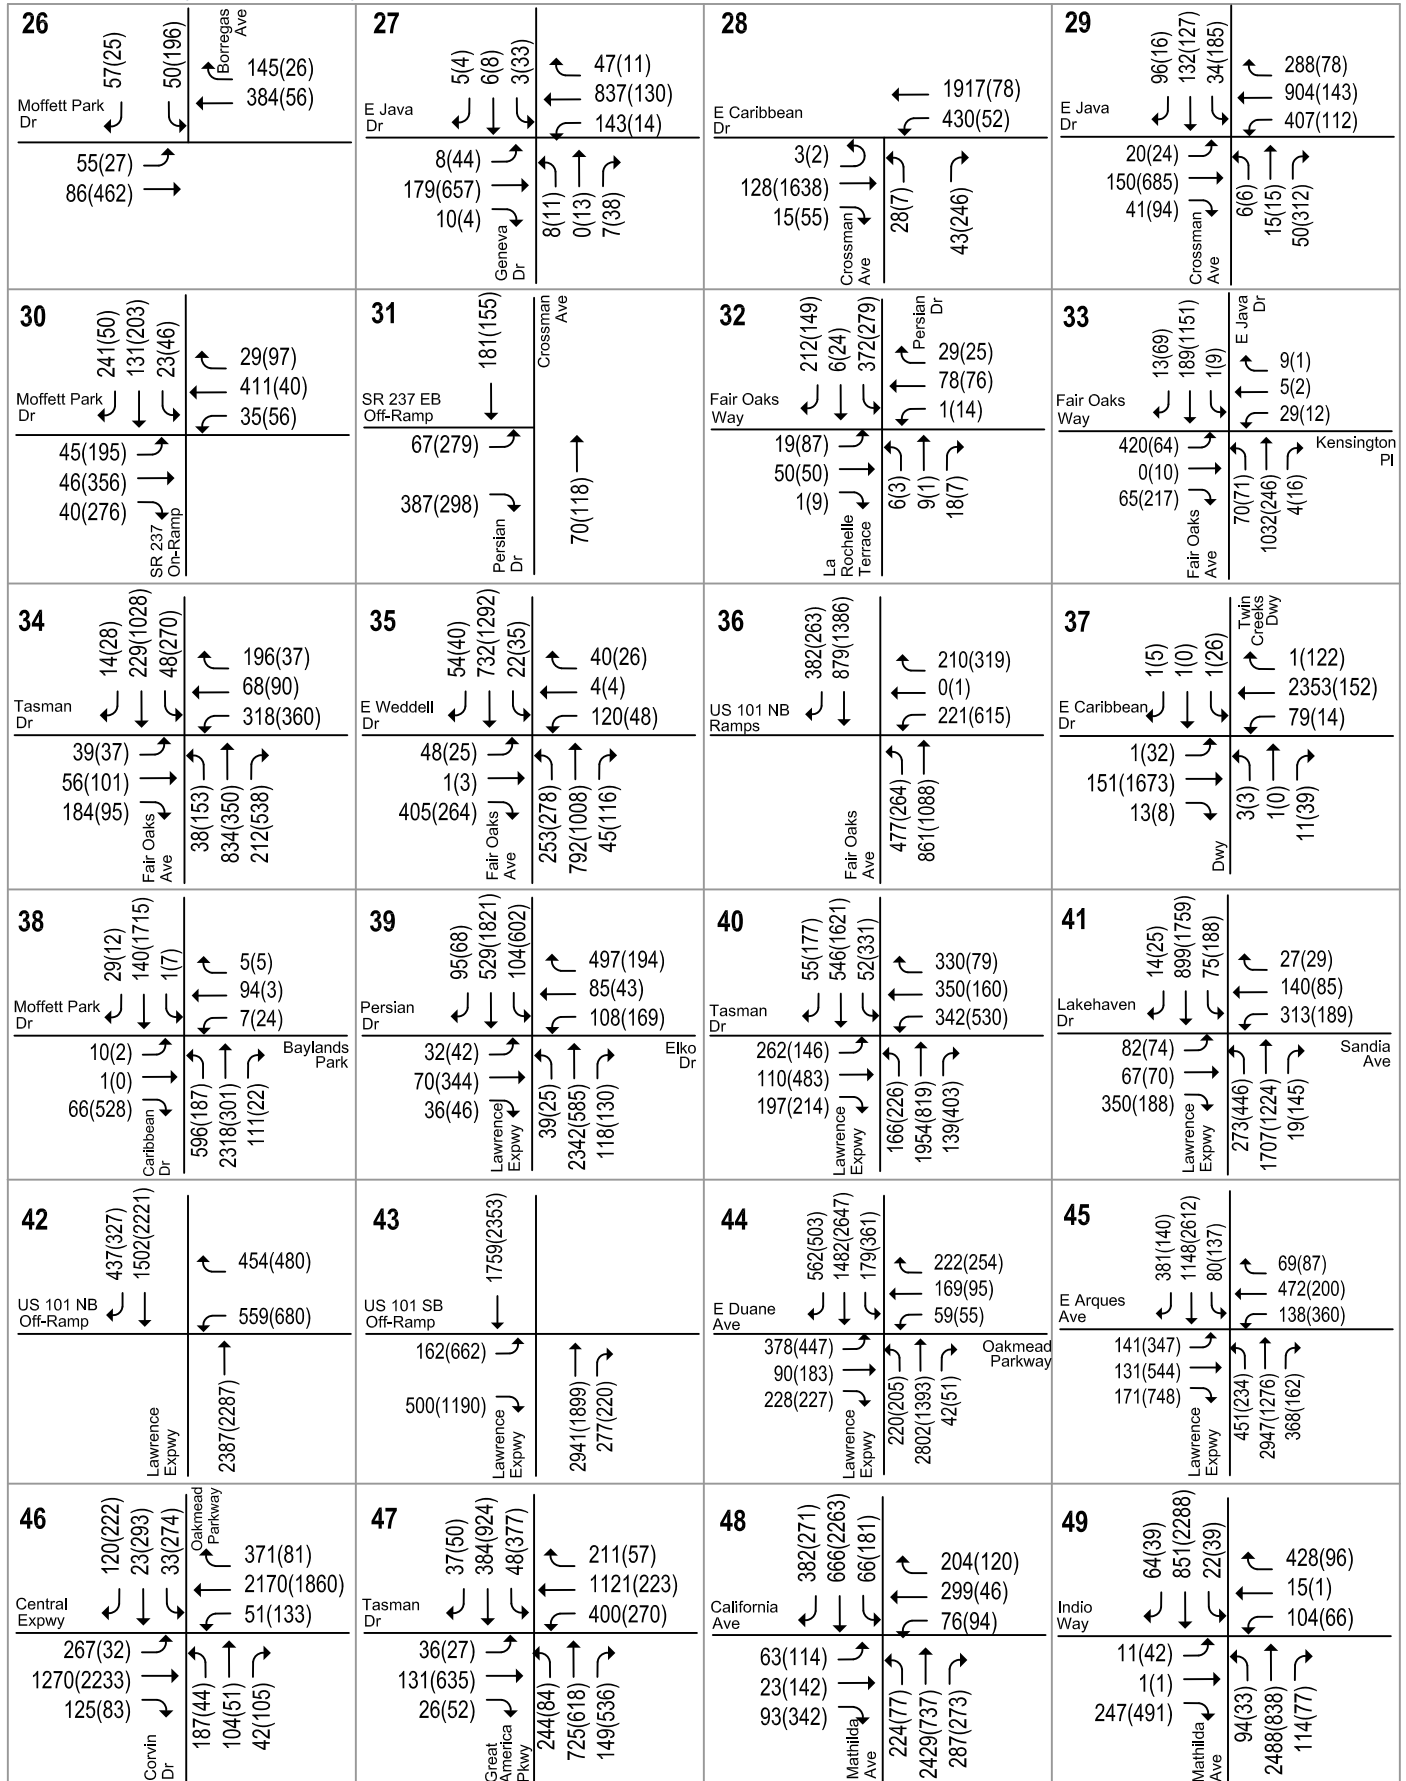 26
57(25)
50(196)
Borregas
Ave
145(26)
384(56)
Moffett Park
Dr
55(27)
86(462)
27
5(4)
6(8)
3(33)
47(11)
837(130)
143(14)
E Java
Dr
8(44)
179(657)
10(4)
Geneva
Dr
8(11)
0(13)
7(38)
28
1917(78)
430(52)
E Caribbean
Dr
3(2)
128(1638)
15(55)
Crossman
Ave
28(7)
43(246)
29
96(16)
132(127)
34(185)
288(78)
904(143)
407(112)
E Java
Dr
20(24)
150(685)
41(94)
Crossman
Ave
6(6)
15(15)
50(312)
30
241(50)
131(203)
23(46)
29(97)
411(40)
35(56)
Moffett Park
Dr
45(195)
46(356)
40(276)
SR 237
On-Ramp
31
181(155)
Crossman
Ave
SR 237 EB
Off-Ramp
67(279)
387(298)
Persian
Dr
70(118)
32
212(149)
6(24)
372(279)
Persian
Dr
29(25)
78(76)
1(14)
Fair Oaks
Way
19(87)
50(50)
1(9)
La
Rochelle
Terrace
6(3)
9(1)
18(7)
33
13(69)
189(1151)
1(9)
E Java
Dr
9(1)
5(2)
29(12)
Fair Oaks
Way
420(64)
0(10)
65(217)
Fair Oaks
Ave
70(71)
1032(246)
4(16)
Kensington
Pl
34
14(28)
229(1028)
48(270)
196(37)
68(90)
318(360)
Tasman
Dr
39(37)
56(101)
184(95)
Fair Oaks
Ave
38(153)
834(350)
212(538)
35
54(40)
732(1292)
22(35)
40(26)
4(4)
120(48)
E Weddell
Dr
48(25)
1(3)
405(264)
Fair Oaks
Ave
253(278)
792(1008)
45(116)
36
382(263)
879(1386)
210(319)
0(1)
221(615)
US 101 NB
Ramps
Fair Oaks
Ave
477(264)
861(1088)
37
1(5)
1(0)
1(26)
Twin
Creeks
Dwy
1(122)
2353(152)
79(14)
E Caribbean
Dr
1(32)
151(1673)
13(8)
Dwy
3(3)
1(0)
11(39)
38
29(12)
140(1715)
1(7)
5(5)
94(3)
7(24)
Moffett Park
Dr
10(2)
1(0)
66(528)
Caribbean
Dr
596(187)
2318(301)
111(22)
Baylands
Park
39
95(68)
529(1821)
104(602)
497(194)
85(43)
108(169)
Persian
Dr
32(42)
70(344)
36(46)
Lawrence
Expwy
39(25)
2342(585)
118(130)
Elko
Dr
40
55(177)
546(1621)
52(331)
330(79)
350(160)
342(530)
Tasman
Dr
262(146)
110(483)
197(214)
Lawrence
Expwy
166(226)
1954(819)
139(403)
41
14(25)
899(1759)
75(188)
27(29)
140(85)
313(189)
Lakehaven
Dr
82(74)
67(70)
350(188)
Lawrence
Expwy
273(446)
1707(1224)
19(145)
Sandia
Ave
42
437(327)
1502(2221)
454(480)
559(680)
US 101 NB
Off-Ramp
Lawrence
Expwy
2387(2287)
43
1759(2353)
US 101 SB
Off-Ramp
162(662)
500(1190)
Lawrence
Expwy
2941(1899)
277(220)
44
562(503)
1482(2647)
179(361)
222(254)
169(95)
59(55)
E Duane
Ave
378(447)
90(183)
228(227)
Lawrence
Expwy
220(205)
2802(1393)
42(51)
Oakmead
Parkway
45
381(140)
1148(2612)
80(137)
69(87)
472(200)
138(360)
E Arques
Ave
141(347)
131(544)
171(748)
Lawrence
Expwy
451(234)
2947(1276)
368(162)
46
120(222)
23(293)
33(274)
Oakmead
Parkway
371(81)
2170(1860)
51(133)
Central
Expwy
267(32)
1270(2233)
125(83)
Corvin
Dr
187(44)
104(51)
42(105)
47
37(50)
384(924)
48(377)
211(57)
1121(223)
400(270)
Tasman
Dr
36(27)
131(635)
26(52)
Great
America
Pkwy
244(84)
725(618)
149(536)
48
382(271)
666(2263)
66(181)
204(120)
299(46)
76(94)
California
Ave
63(114)
23(142)
93(342)
Mathilda
Ave
224(77)
2429(737)
287(273)
49
64(39)
851(2288)
22(39)
428(96)
15(1)
104(66)
Indio
Way
11(42)
1(1)
247(491)
Mathilda
Ave
94(33)
2488(838)
114(77)